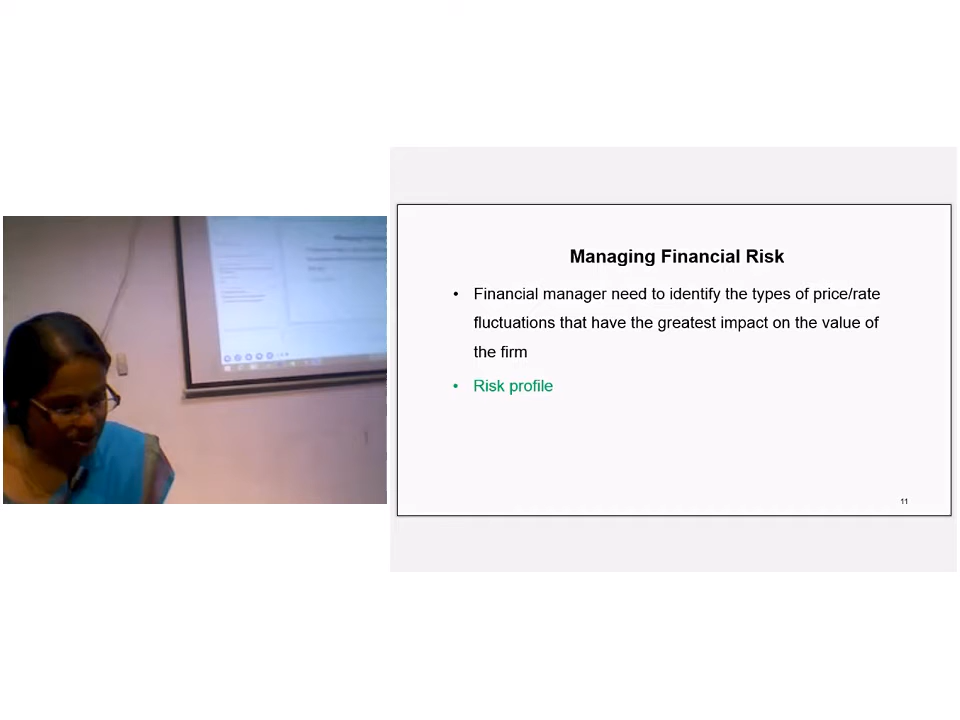 Managing Financial Risk
• Financial manager need to identify the types of price/rate
fluctuations that have the greatest impact on the value of
the firm
• Risk profile
11